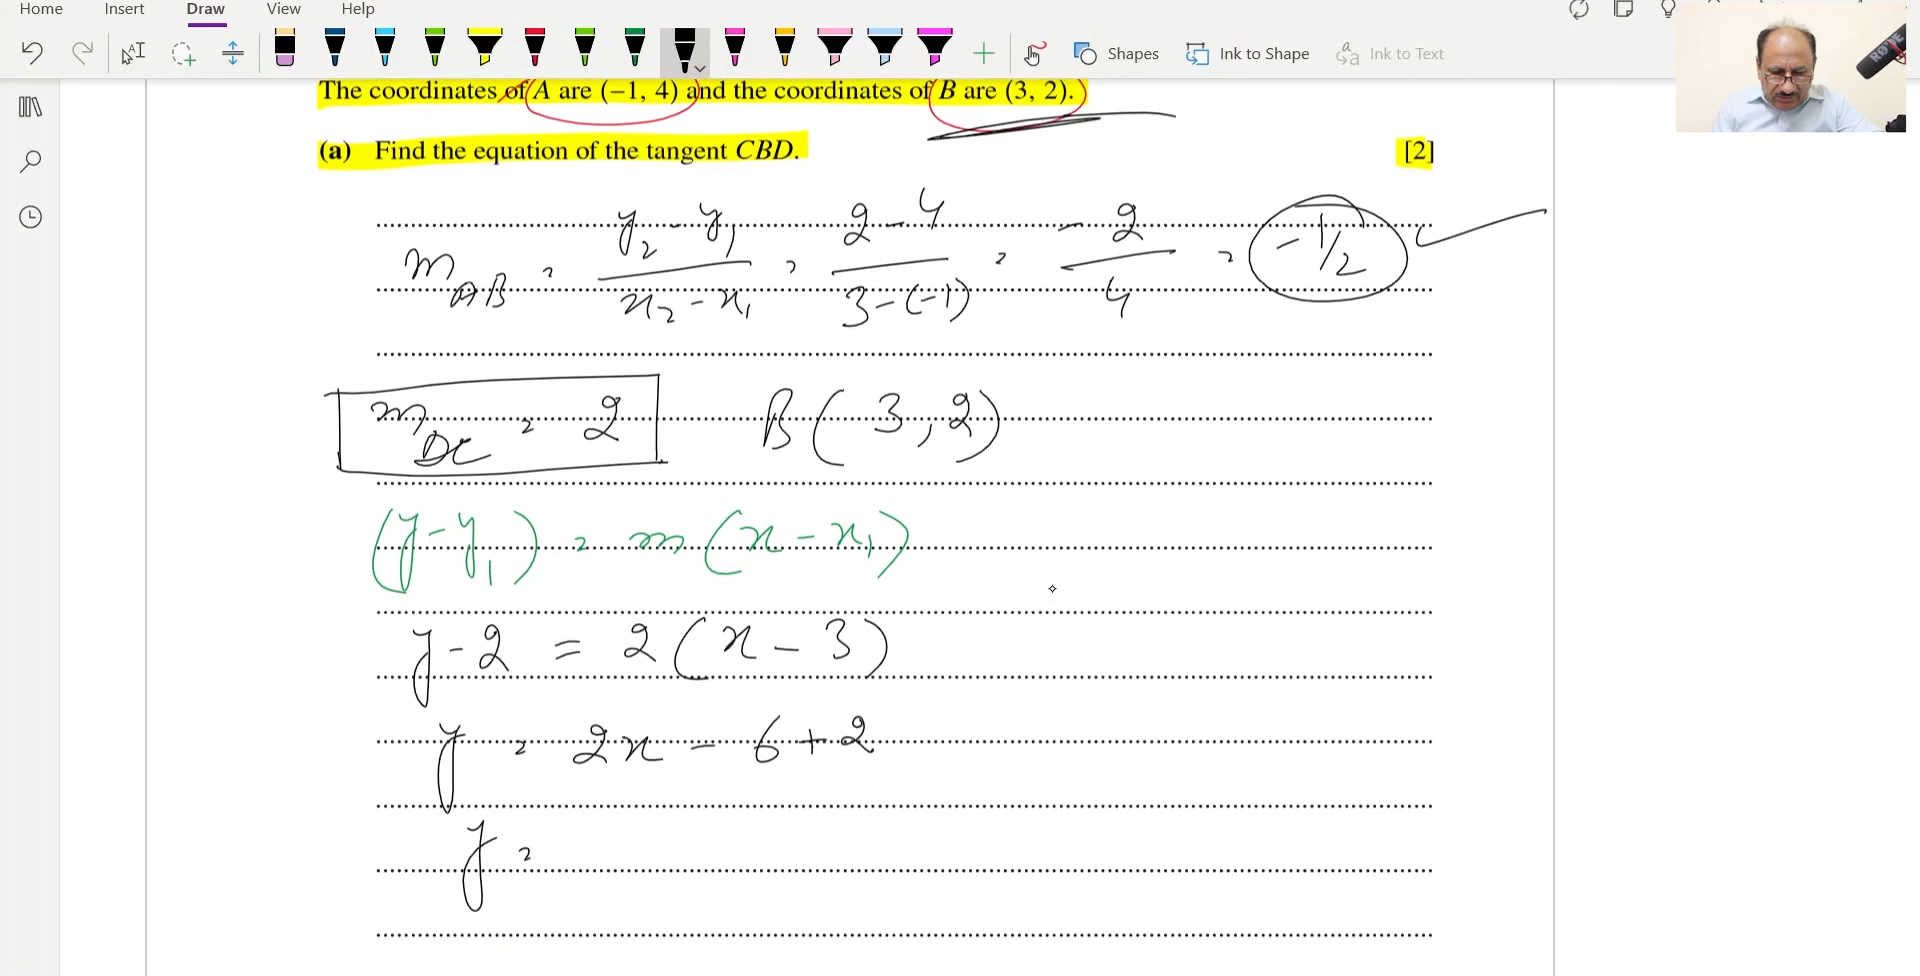 Home Insert Draw View Help
Shapes Ink to Shape Ink to Text
RØDE
The coordinates of A are (−1, 4) and the coordinates of B are (3, 2).
(a) Find the equation of the tangent CBD. [2]
m_AB = (y₂ - y₁)/(x₂ - x₁) = (2 - 4)/(3 - (-1)) = -2/4 = -1/2
m_DC = 2 B(3, 2)
(y - y₁) = m(x - x₁)
y - 2 = 2(x - 3)
y = 2x - 6 + 2
y =